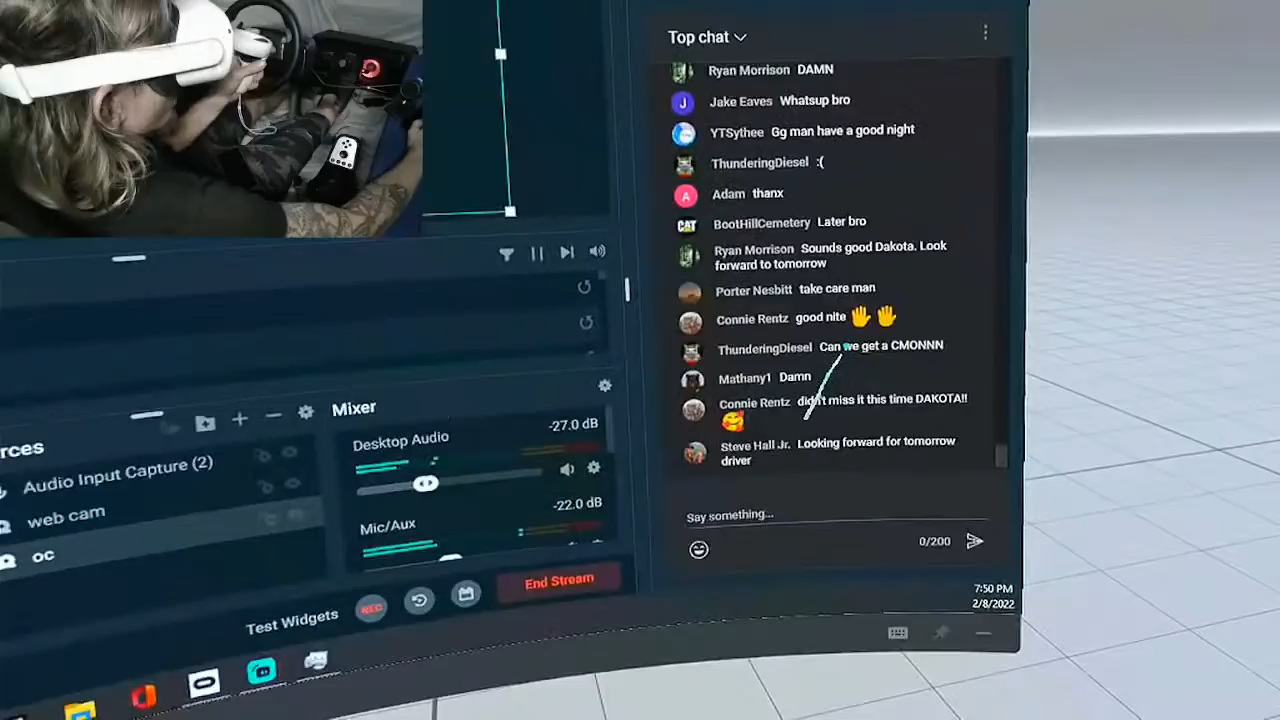 Top chat
Ryan Morrison DAMN
Jake Eaves Whatsup bro
YTSythee Gg man have a good night
ThunderingDiesel :(
Adam thanx
BootHillCemetery Later bro
Ryan Morrison Sounds good Dakota. Look
forward to tomorrow
Porter Nesbitt take care man
Connie Rentz good nite 🖐️ 🖐️
ThunderingDiesel Can we get a CMONNN
Mathany1 Damn
Connie Rentz didn't miss it this time DAKOTA!!
🥰
Steve Hall Jr. Looking forward for tomorrow
driver
Say something...
0/200
7:50 PM
2/8/2022
J
A
CAT
rces
Audio Input Capture (2)
web cam
oc
Mixer
Desktop Audio
-27.0 dB
Mic/Aux
-22.0 dB
Test Widgets
REC
End Stream